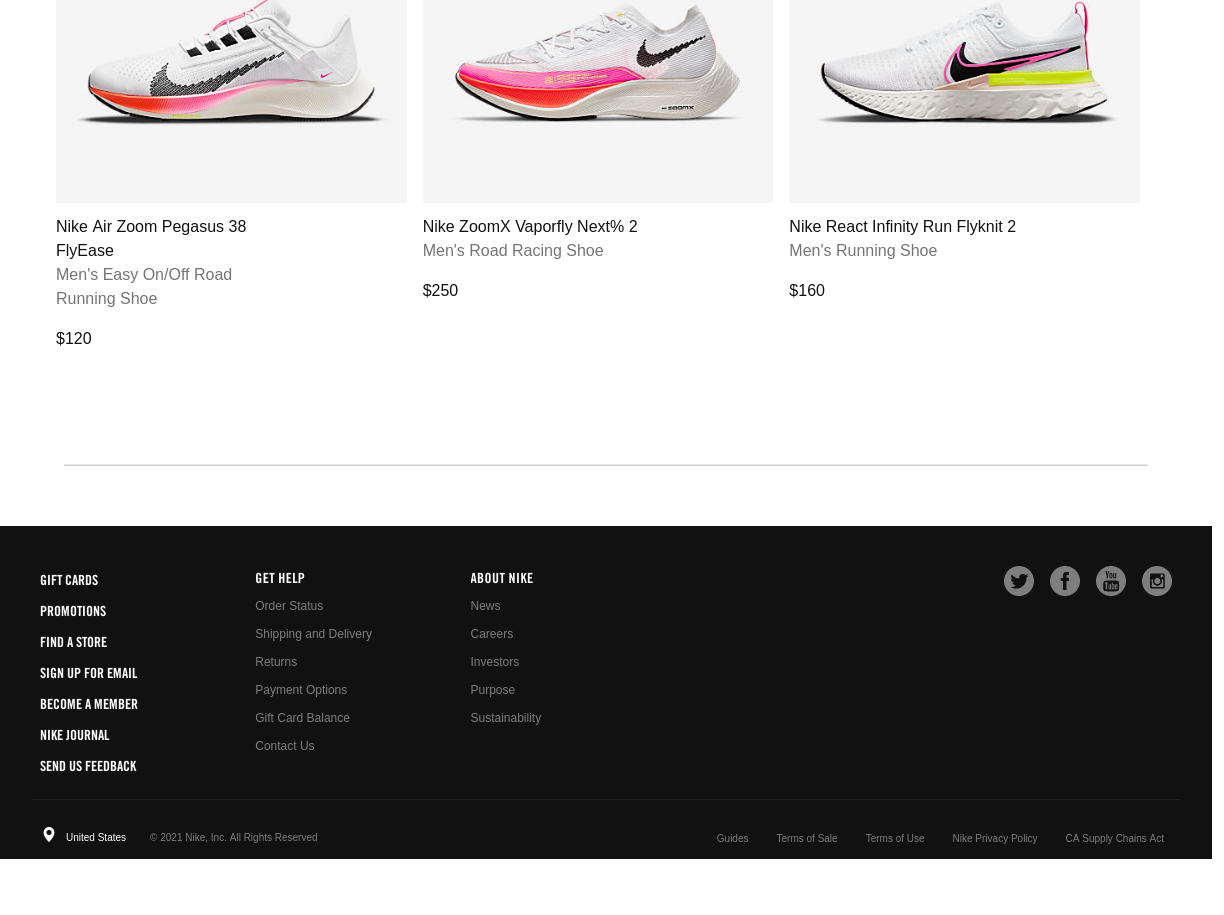 ZOOMX
Nike Air Zoom Pegasus 38
FlyEase
Men's Easy On/Off Road
Running Shoe
$120
Nike ZoomX Vaporfly Next% 2
Men's Road Racing Shoe
$250
Nike React Infinity Run Flyknit 2
Men's Running Shoe
$160
GIFT CARDS
PROMOTIONS
FIND A STORE
SIGN UP FOR EMAIL
BECOME A MEMBER
NIKE JOURNAL
SEND US FEEDBACK
GET HELP
Order Status
Shipping and Delivery
Returns
Payment Options
Gift Card Balance
Contact Us
ABOUT NIKE
News
Careers
Investors
Purpose
Sustainability
You
Tube
United States
© 2021 Nike, Inc. All Rights Reserved
Guides
Terms of Sale
Terms of Use
Nike Privacy Policy
CA Supply Chains Act